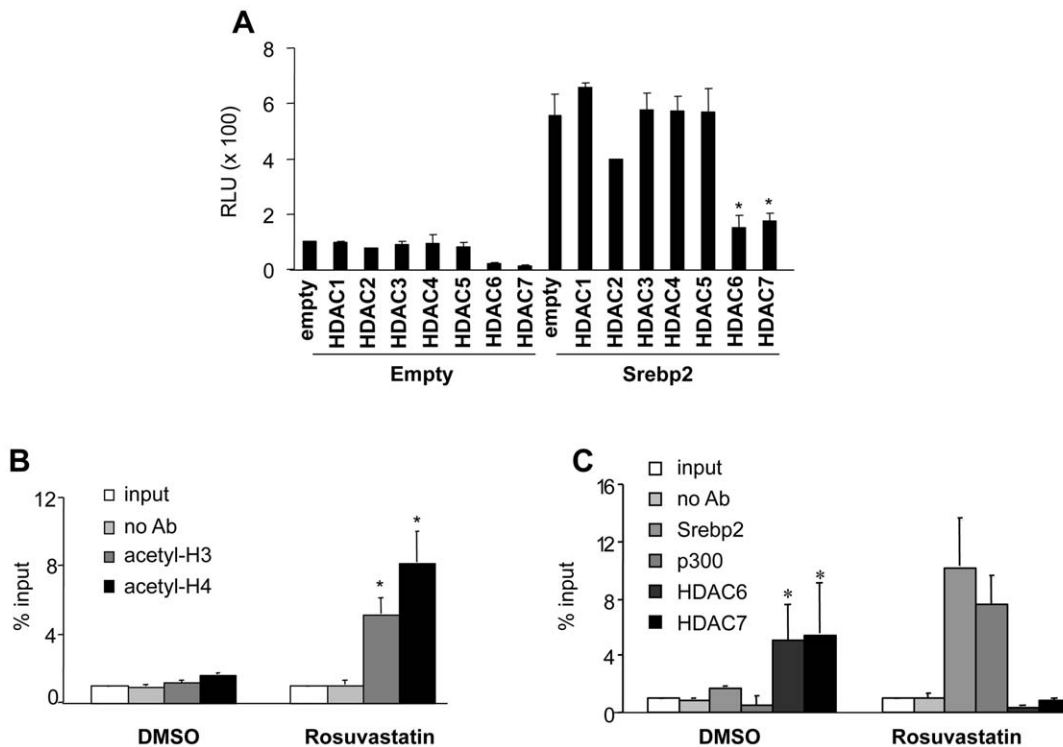 A
8
6
4
2
0
RLU (x 100)
empty
HDAC1
HDAC2
HDAC3
HDAC4
HDAC5
HDAC6
HDAC7
empty
HDAC1
HDAC2
HDAC3
HDAC4
HDAC5
HDAC6
HDAC7
* *
Empty Srebp2
B
12
8
4
0
% input
input
no Ab
acetyl-H3
acetyl-H4
* *
DMSO Rosuvastatin
C
16
12
8
4
0
% input
input
no Ab
Srebp2
p300
HDAC6
HDAC7
* *
DMSO Rosuvastatin